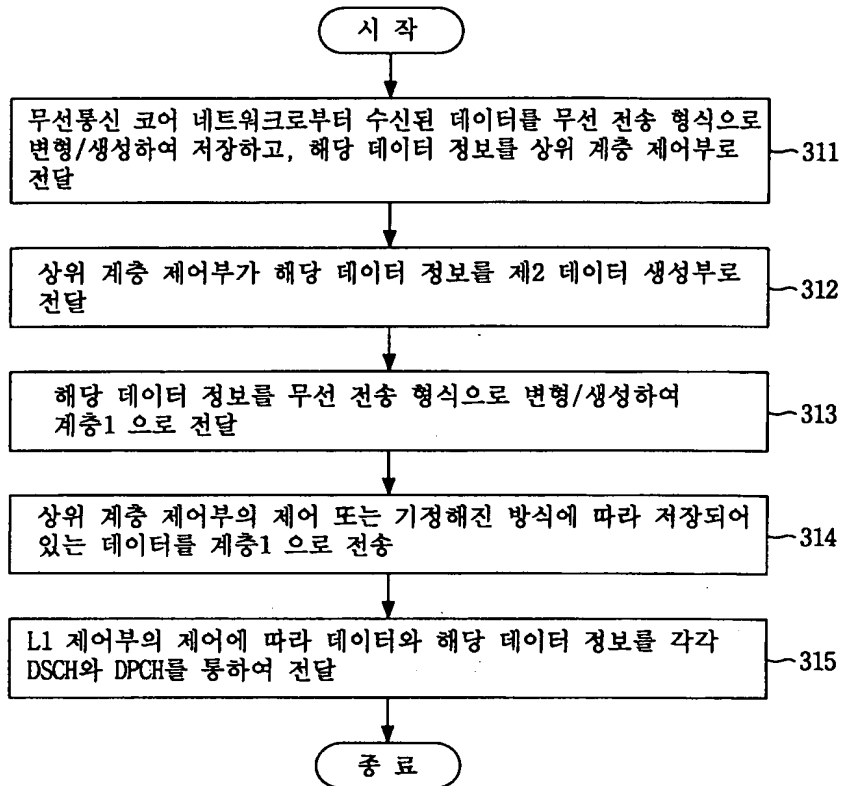 시 작
무선통신 코어 네트워크로부터 수신된 데이터를 무선 전송 형식으로
변형/생성하여 저장하고, 해당 데이터 정보를 상위 계층 제어부로
전달
311
상위 계층 제어부가 해당 데이터 정보를 제2 데이터 생성부로
전달
312
해당 데이터 정보를 무선 전송 형식으로 변형/생성하여
계층1 으로 전달
313
상위 계층 제어부의 제어 또는 기정해진 방식에 따라 저장되어
있는 데이터를 계층1 으로 전송
314
L1 제어부의 제어에 따라 데이터와 해당 데이터 정보를 각각
DSCH와 DPCH를 통하여 전달
315
종 료